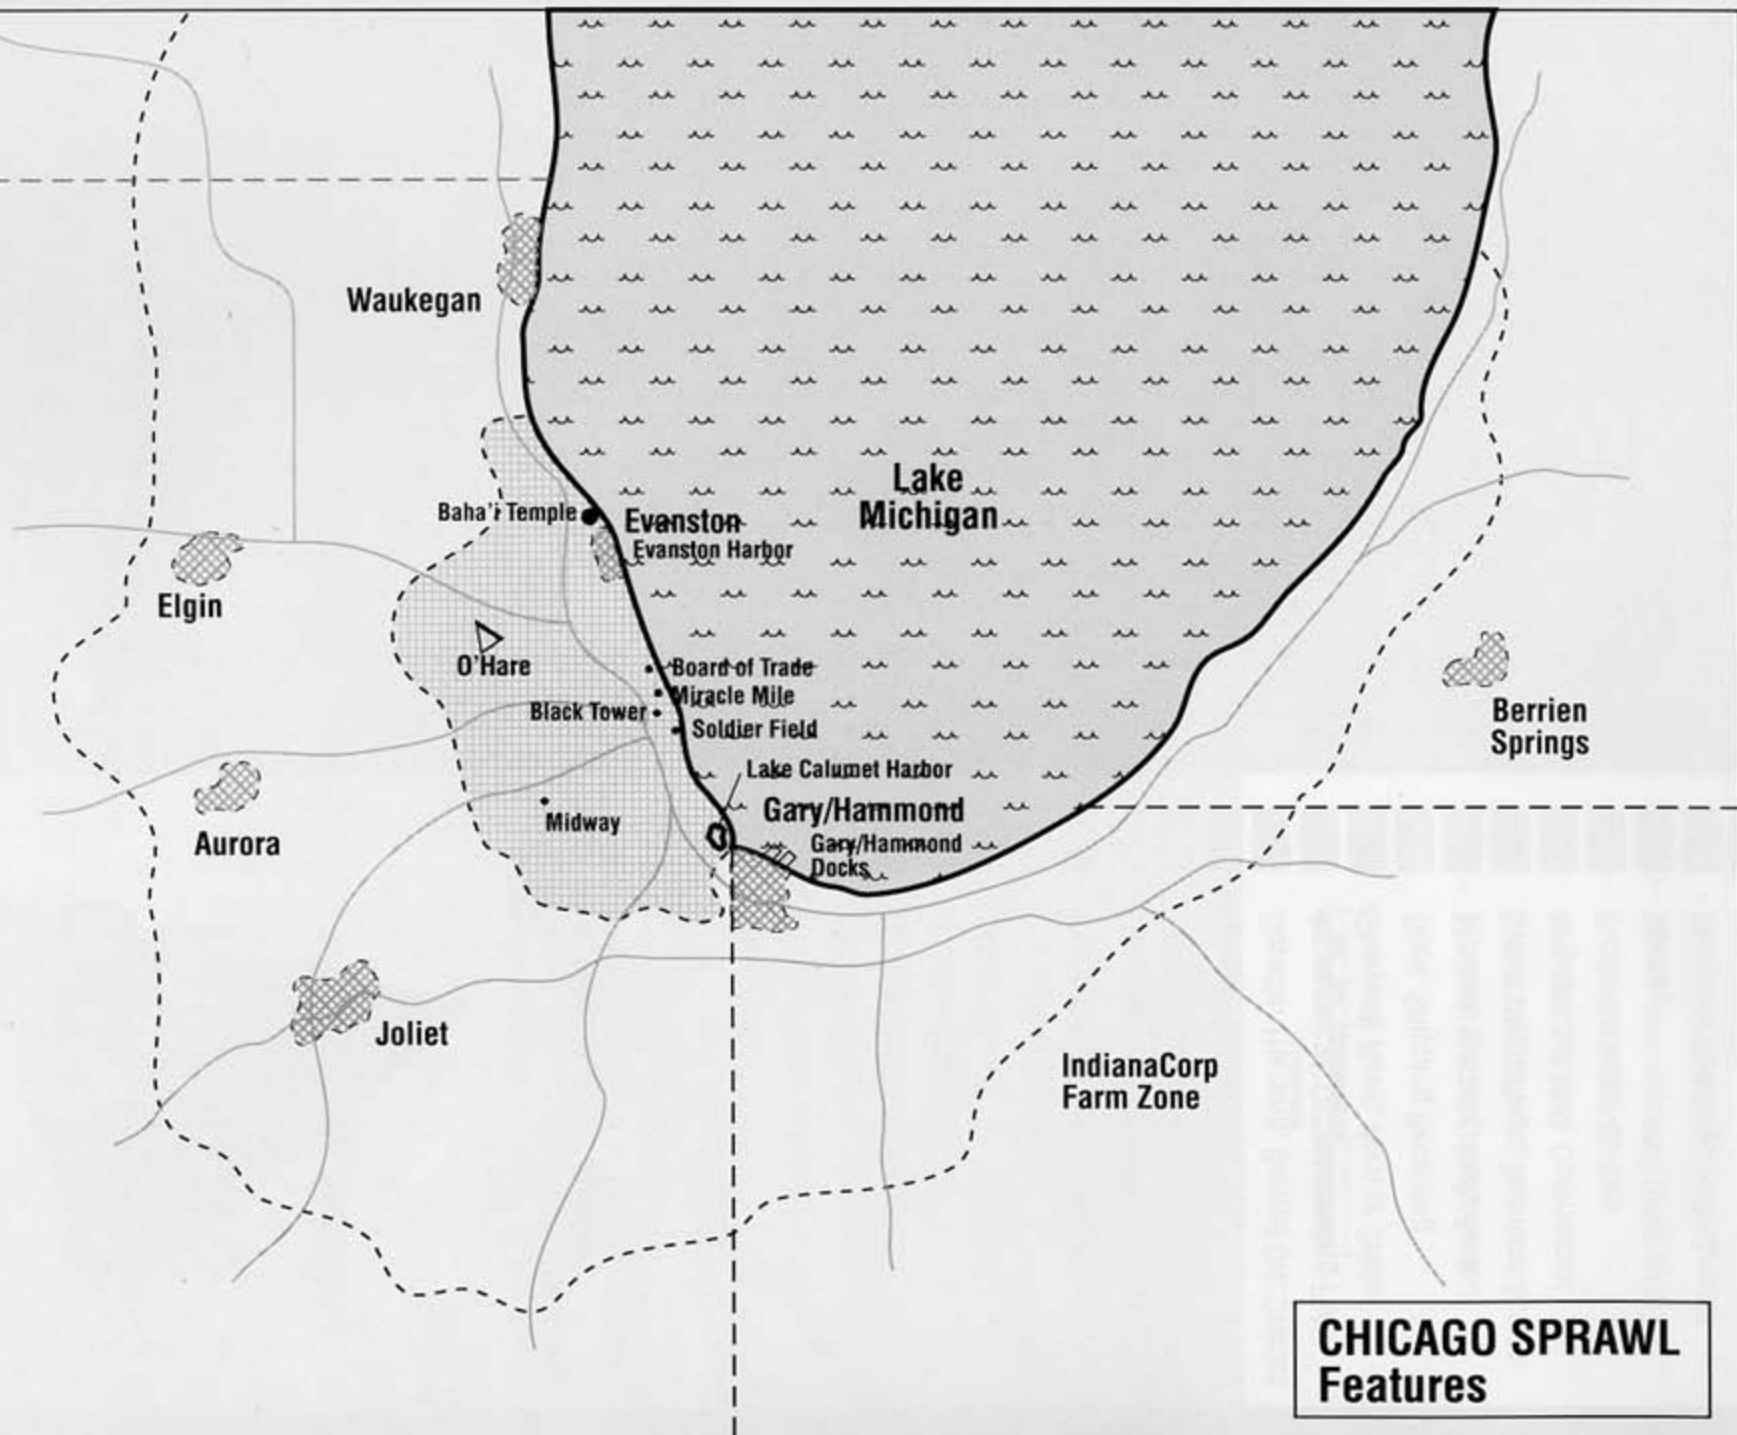 Waukegan
Lake
Michigan
Baha'i Temple
Evanston
Evanston Harbor
Elgin
O'Hare
Board of Trade
Miracle Mile
Black Tower
Soldier Field
Berrien
Springs
Lake Calumet Harbor
Gary/Hammond
Midway
Gary/Hammond
Docks
Aurora
Joliet
IndianaCorp
Farm Zone
CHICAGO SPRAWL
Features